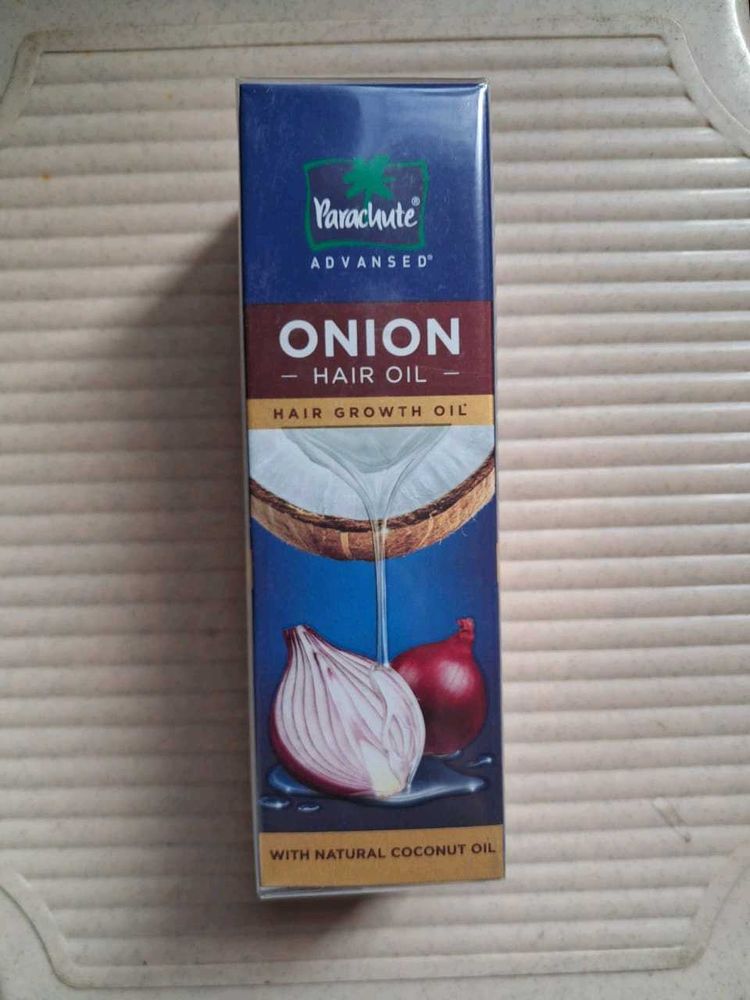 Parachute®
ADVANSED®
ONION
— HAIR OIL —
HAIR GROWTH OIL*
WITH NATURAL COCONUT OIL